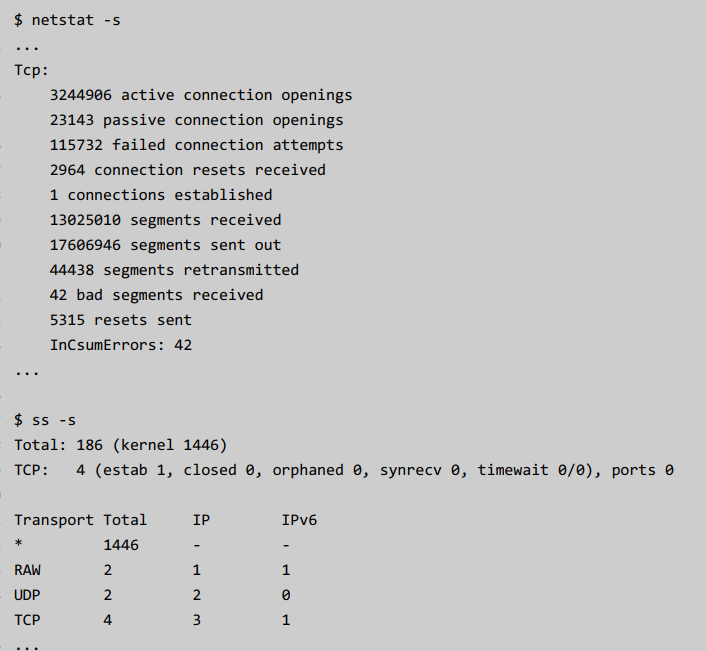 $ netstat -s
...
Tcp:
    3244906 active connection openings
    23143 passive connection openings
    115732 failed connection attempts
    2964 connection resets received
    1 connections established
    13025010 segments received
    17606946 segments sent out
    44438 segments retransmitted
    42 bad segments received
    5315 resets sent
    InCsumErrors: 42
...
$ ss -s
Total: 186 (kernel 1446)
TCP:   4 (estab 1, closed 0, orphaned 0, synrecv 0, timewait 0/0), ports 0
Transport Total     IP        IPv6
*         1446      -         -
RAW       2         1         1
UDP       2         2         0
TCP       4         3         1
...